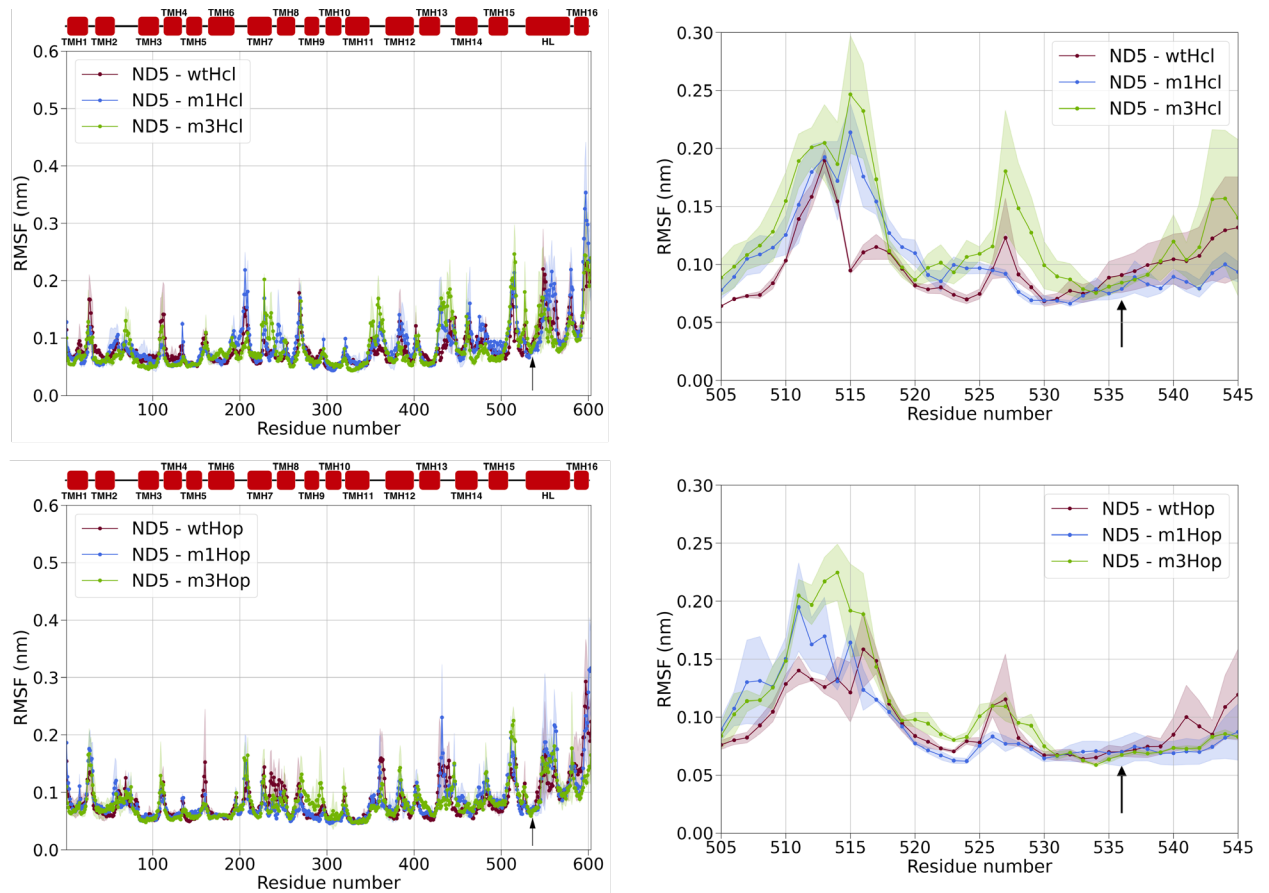 TMH4 TMH6 TMH8 TMH10 TMH13 TMH15 TMH16
TMH1 TMH2 TMH3 TMH5 TMH7 TMH9 TMH11 TMH12 TMH14 HL
ND5 - wtHcl
ND5 - m1Hcl
ND5 - m3Hcl
RMSF (nm)
0.6
0.5
0.4
0.3
0.2
0.1
0.0
100 200 300 400 500 600
Residue number
ND5 - wtHcl
ND5 - m1Hcl
ND5 - m3Hcl
RMSF (nm)
0.30
0.25
0.20
0.15
0.10
0.05
0.00
505 510 515 520 525 530 535 540 545
Residue number
TMH4 TMH6 TMH8 TMH10 TMH13 TMH15 TMH16
TMH1 TMH2 TMH3 TMH5 TMH7 TMH9 TMH11 TMH12 TMH14 HL
ND5 - wtHop
ND5 - m1Hop
ND5 - m3Hop
RMSF (nm)
0.6
0.5
0.4
0.3
0.2
0.1
0.0
100 200 300 400 500 600
Residue number
ND5 - wtHop
ND5 - m1Hop
ND5 - m3Hop
RMSF (nm)
0.30
0.25
0.20
0.15
0.10
0.05
0.00
505 510 515 520 525 530 535 540 545
Residue number